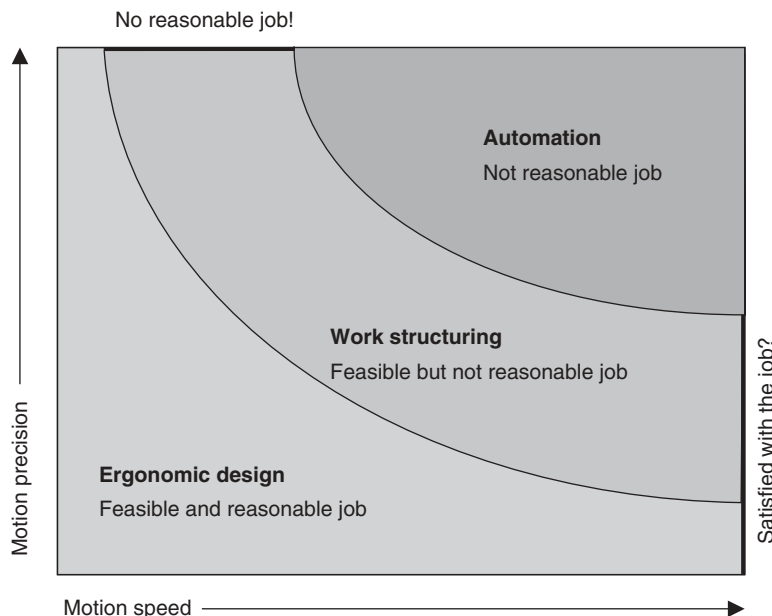 No reasonable job!
Automation
Not reasonable job
Work structuring
Feasible but not reasonable job
Ergonomic design
Feasible and reasonable job
Motion precision
Satisfied with the job?
Motion speed